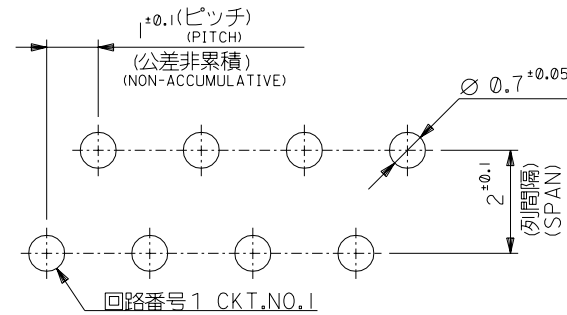 1±0.1(ピッチ)
(PITCH)
(公差非累積)
(NON-ACCUMULATIVE)
Ø 0.7±0.05
2±0.1
(列間隔)
(SPAN)
回路番号1 CKT.NO.1